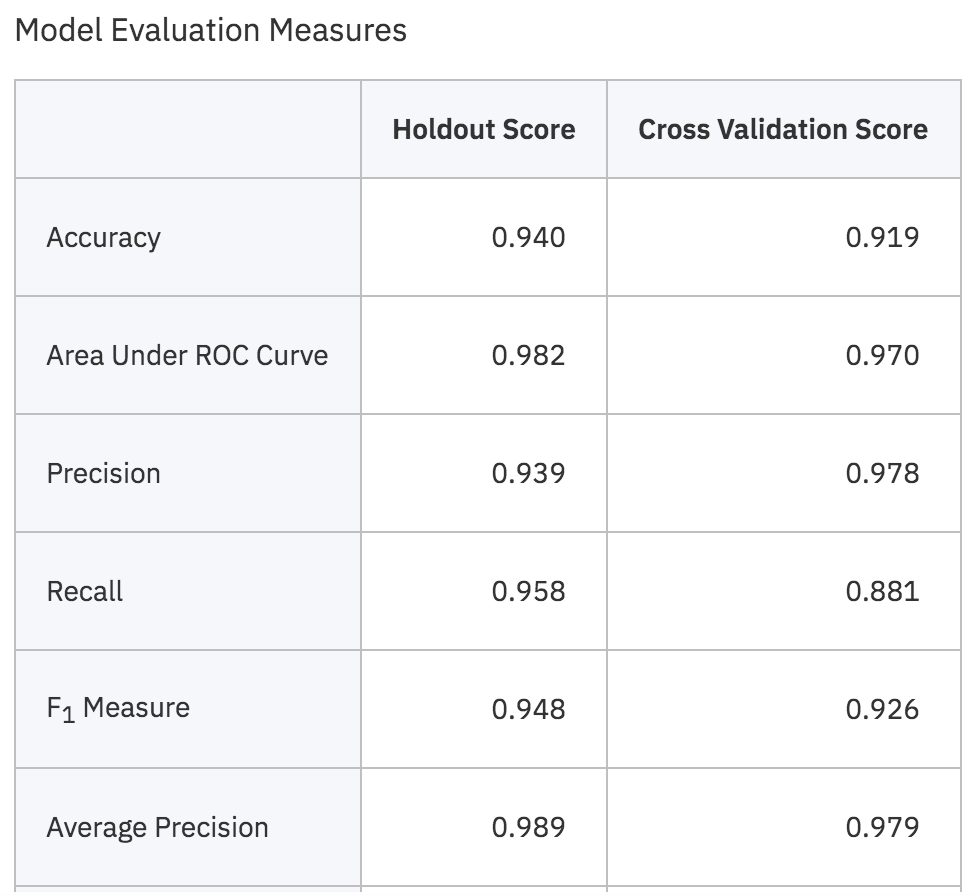 Model Evaluation Measures
Holdout Score Cross Validation Score
Accuracy 0.940 0.919
Area Under ROC Curve 0.982 0.970
Precision 0.939 0.978
Recall 0.958 0.881
F₁ Measure 0.948 0.926
Average Precision 0.989 0.979